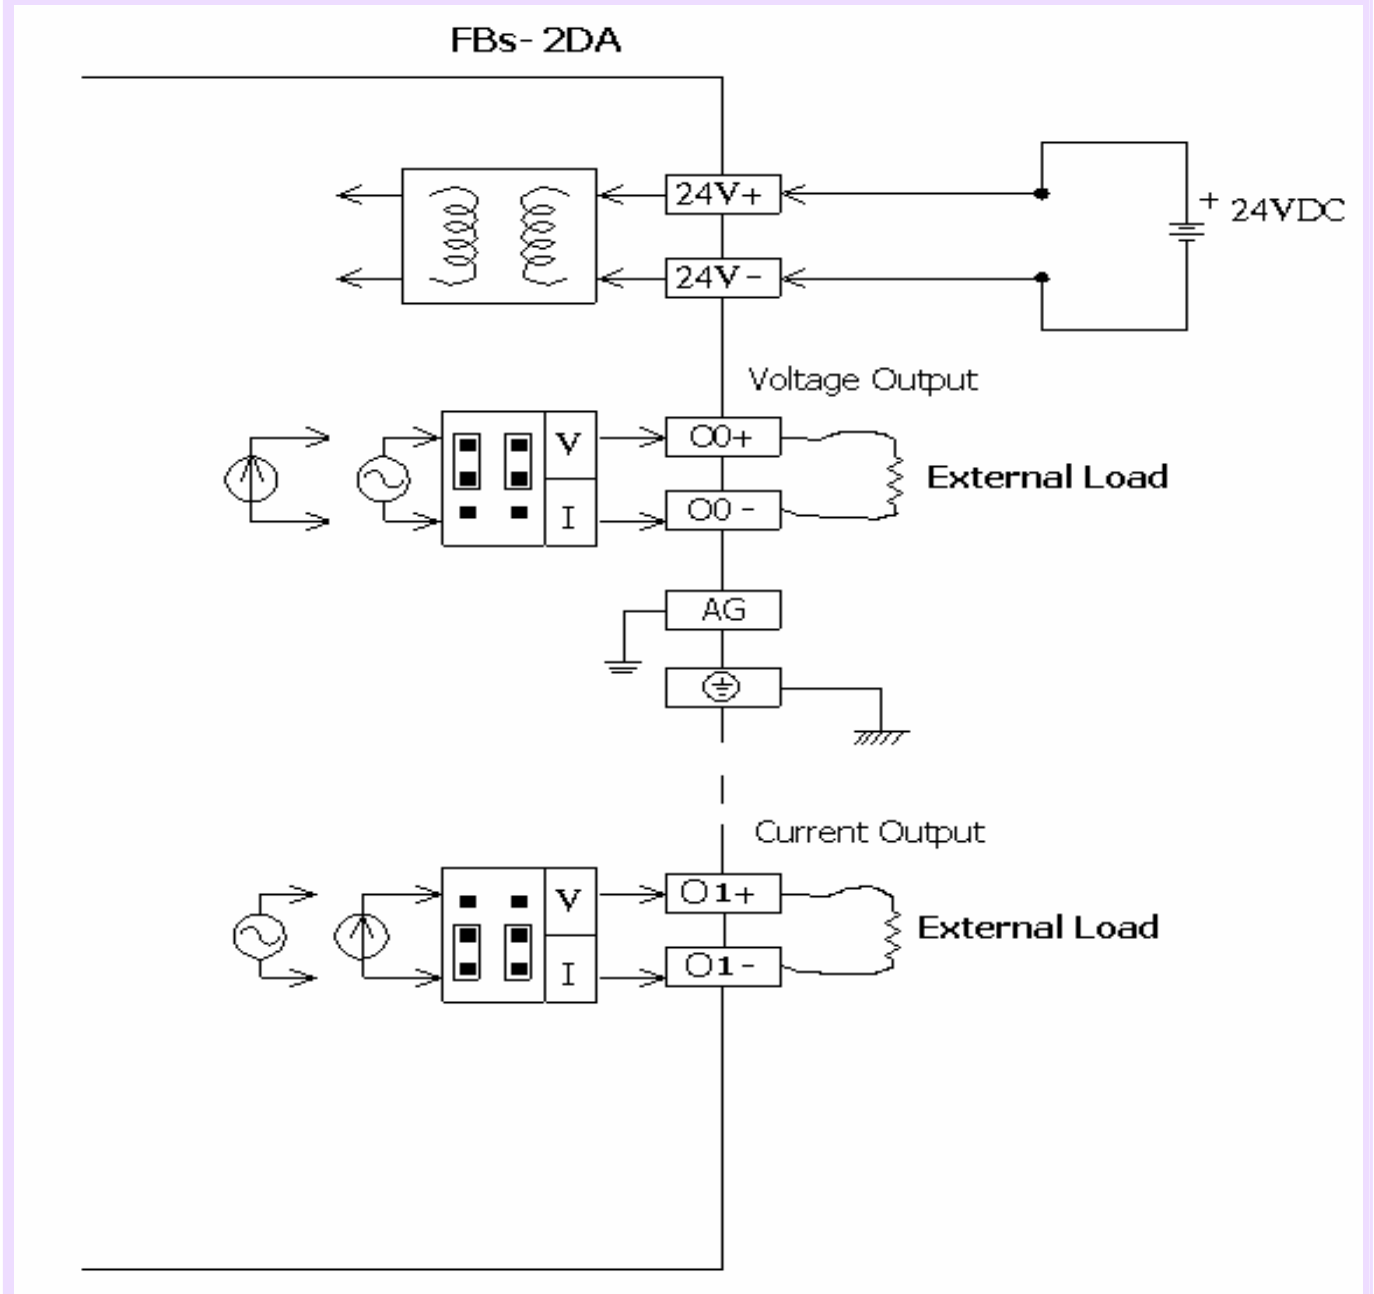 FBs- 2DA
24V+
+ 24VDC
24V-
Voltage Output
V
O0+
External Load
I
O0 -
AG
Current Output
V
O1+
External Load
I
O1-